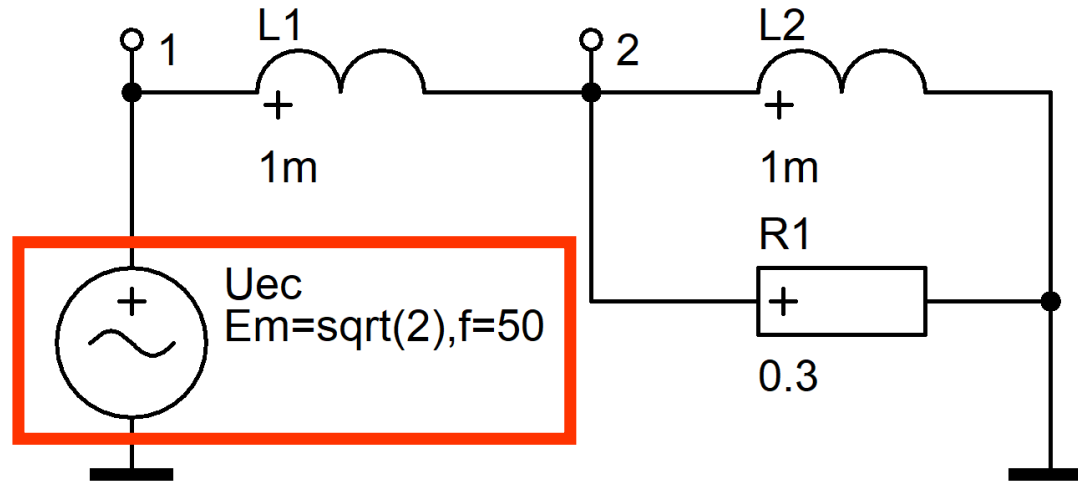 1
L1
+
1m
2
L2
+
1m
+
Uec
Em=sqrt(2),f=50
R1
+
0.3